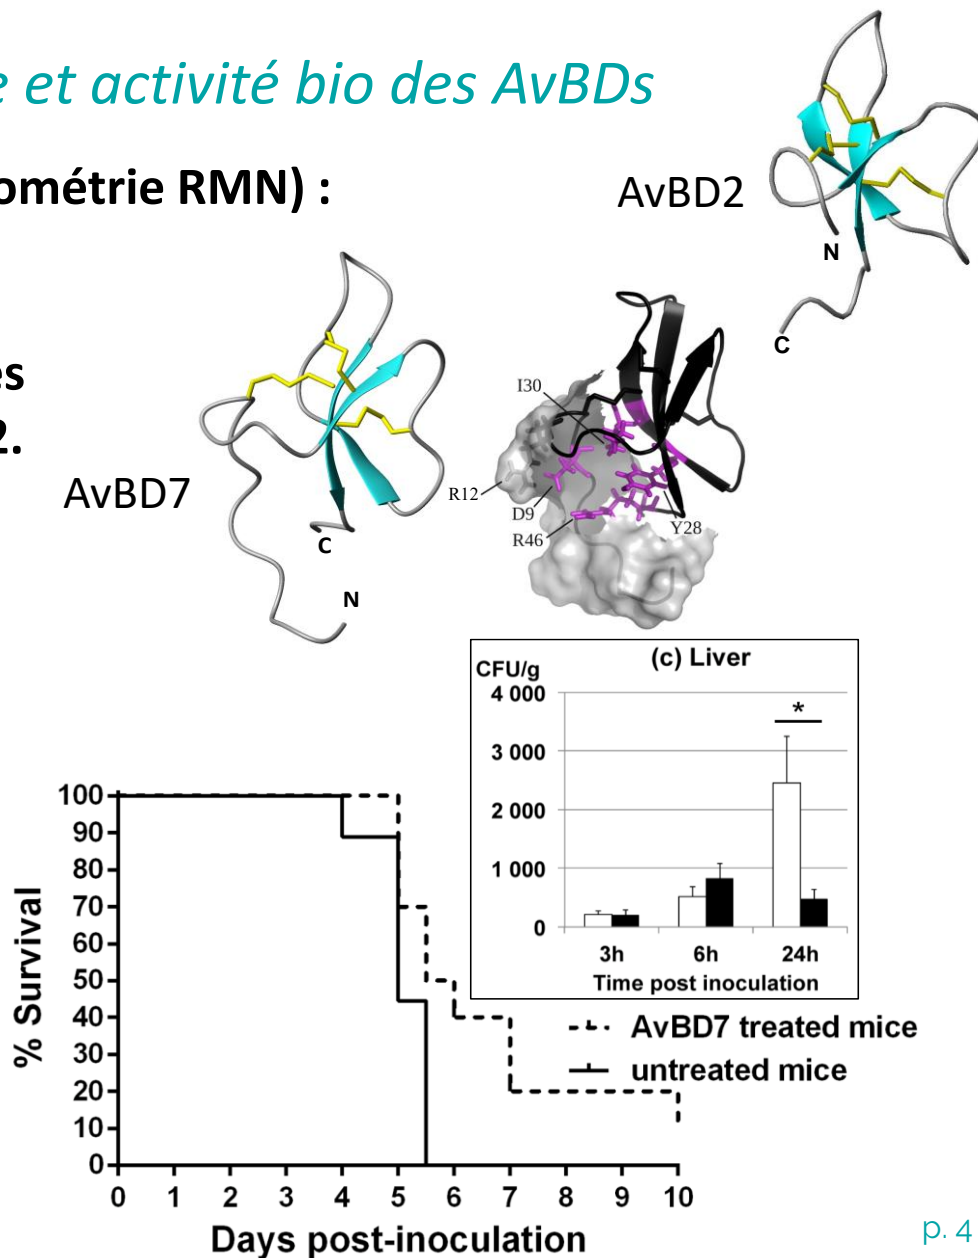 e et activité bio des AvBDs
ométrie RMN) :
AvBD2
N
C
es
2.
AvBD7
C
N
I30
R12
D9
R46
Y28
(c) Liver
CFU/g
4 000
3 000
2 000
1 000
0
*
3h
6h
24h
Time post inoculation
% Survival
100
90
80
70
60
50
40
30
20
10
0
AvBD7 treated mice
untreated mice
0 1 2 3 4 5 6 7 8 9 10
Days post-inoculation
p. 4